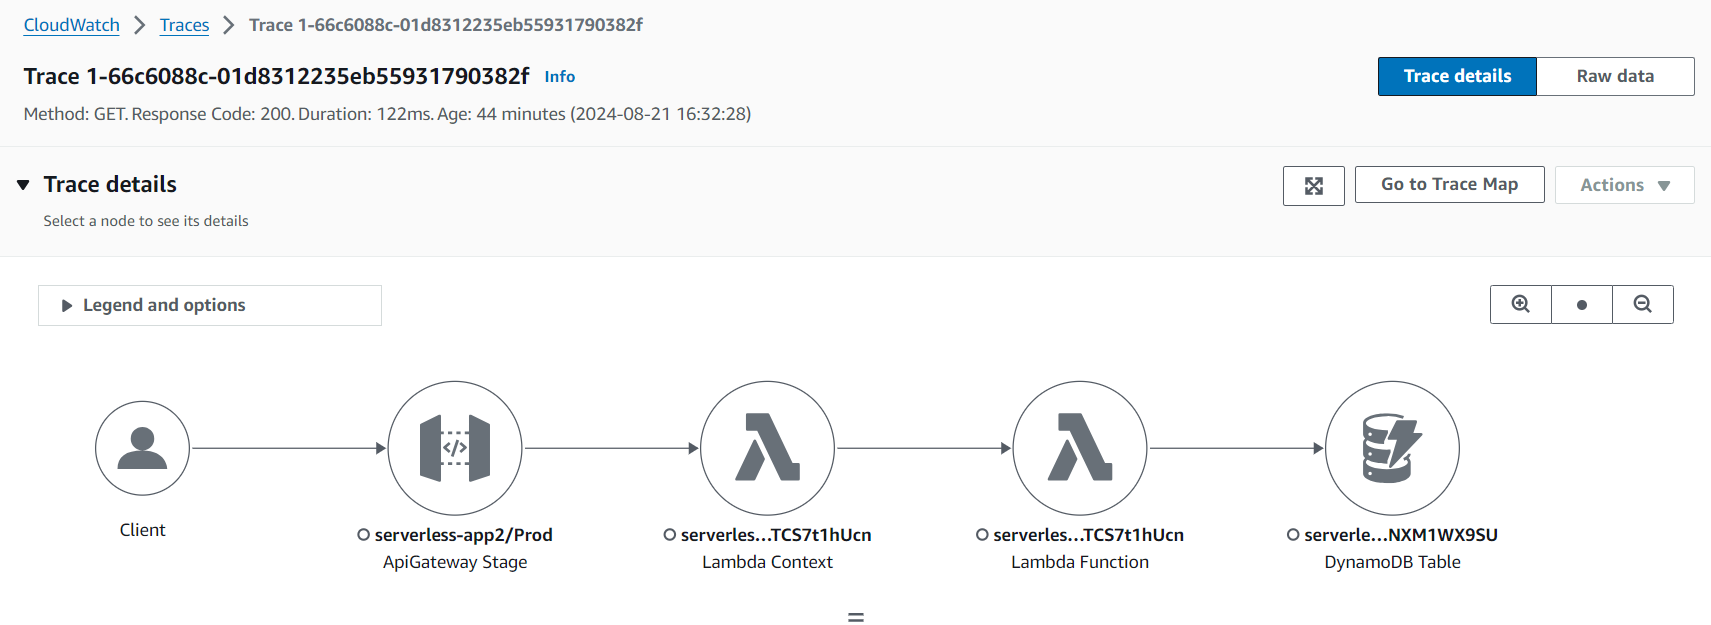 CloudWatch > Traces > Trace 1-66c6088c-01d8312235eb55931790382f
Trace 1-66c6088c-01d8312235eb55931790382f Info
Trace details Raw data
Method: GET. Response Code: 200. Duration: 122ms. Age: 44 minutes (2024-08-21 16:32:28)
Trace details
Go to Trace Map Actions
Select a node to see its details
Legend and options
Client
serverless-app2/Prod
ApiGateway Stage
serverles...TCS7t1hUcn
Lambda Context
serverles...TCS7t1hUcn
Lambda Function
serverle...NXM1WX9SU
DynamoDB Table